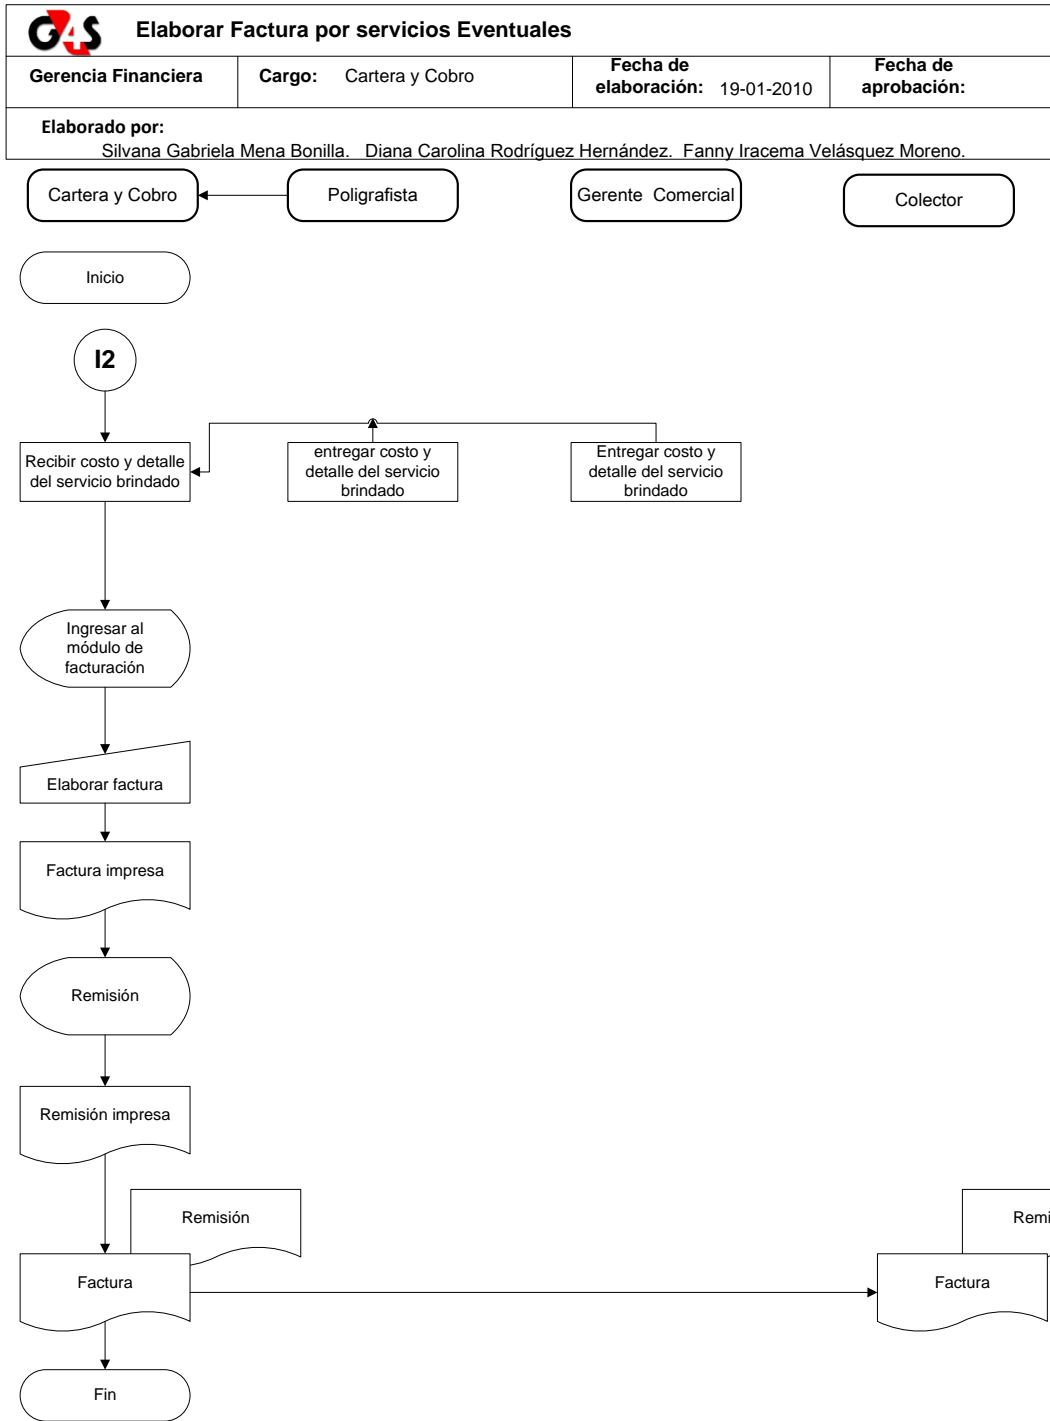 G4S
Elaborar Factura por servicios Eventuales
Gerencia Financiera
Cargo: Cartera y Cobro
Fecha de
elaboración: 19-01-2010
Fecha de
aprobación:
Elaborado por:
Silvana Gabriela Mena Bonilla. Diana Carolina Rodríguez Hernández. Fanny Iracema Velásquez Moreno.
Cartera y Cobro
Poligrafista
Gerente Comercial
Colector
Inicio
I2
Recibir costo y detalle
del servicio brindado
entregar costo y
detalle del servicio
brindado
Entregar costo y
detalle del servicio
brindado
Ingresar al
módulo de
facturación
Elaborar factura
Factura impresa
Remisión
Remisión impresa
Remisión
Remi
Factura
Factura
Fin